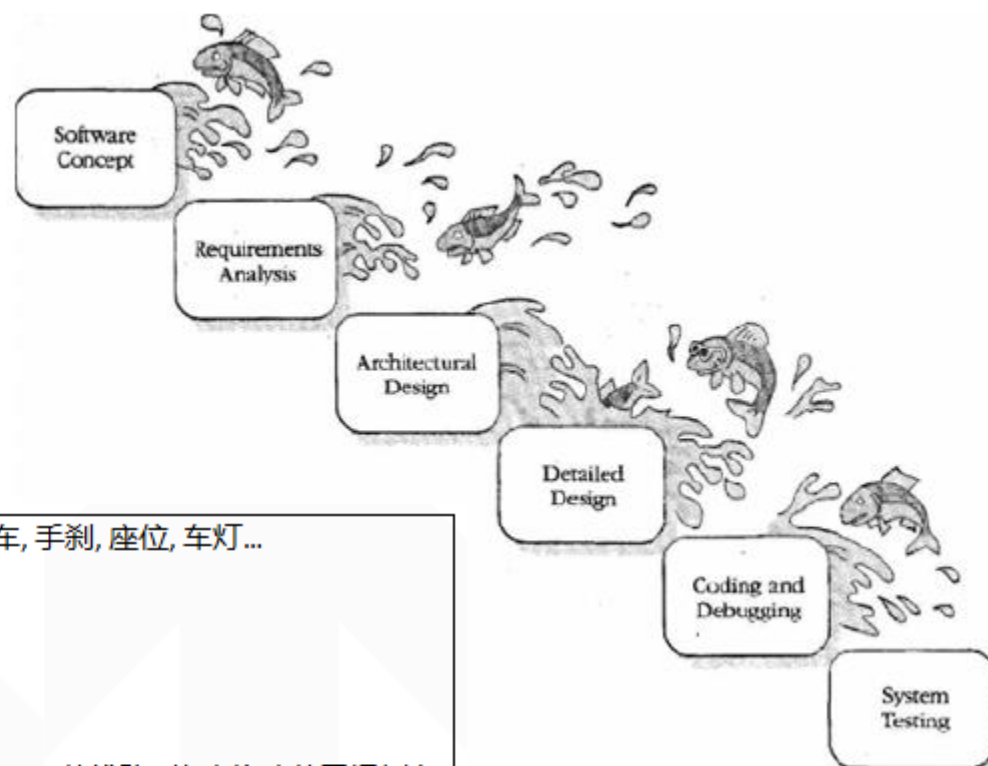 Software
Concept
Requirements
Analysis
Architectural
Design
Detailed
Design
车, 手刹, 座位, 车灯...
Coding and
Debugging
System
Testing